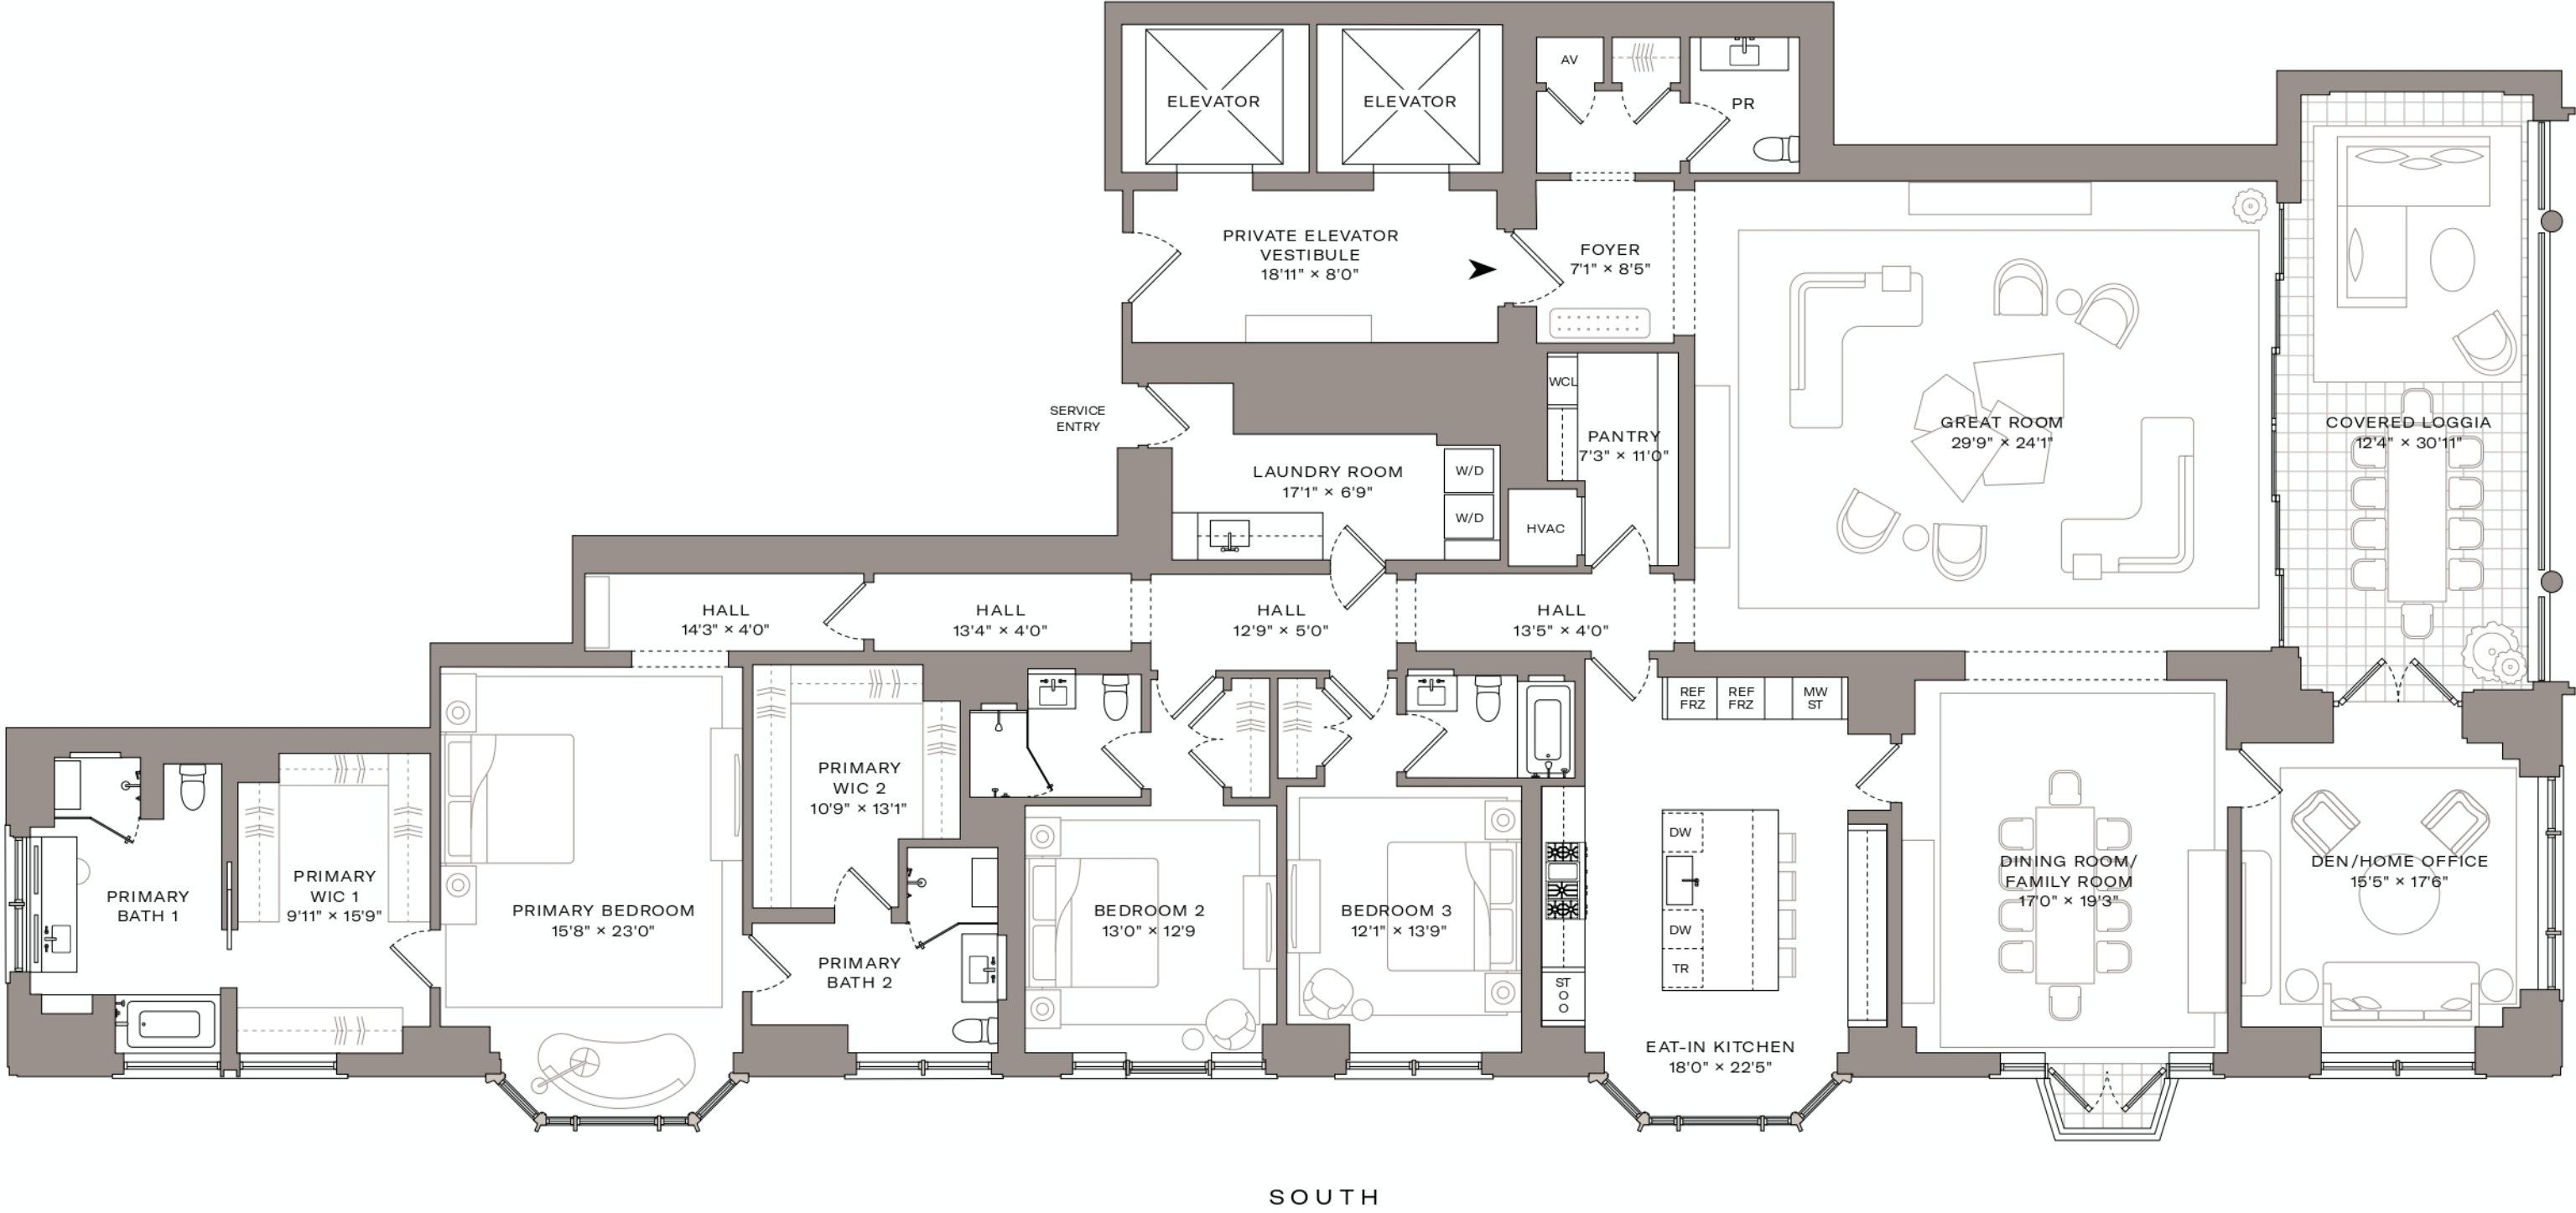 ELEVATOR
ELEVATOR
AV
PR
PRIVATE ELEVATOR
VESTIBULE
18'11" × 8'0"
FOYER
7'1" × 8'5"
SERVICE
ENTRY
WCL
PANTRY
7'3" × 11'0"
GREAT ROOM
29'9" × 24'1"
COVERED LOGGIA
12'4" × 30'11"
LAUNDRY ROOM
17'1" × 6'9"
W/D
W/D
HVAC
HALL
14'3" × 4'0"
HALL
13'4" × 4'0"
HALL
12'9" × 5'0"
HALL
13'5" × 4'0"
REF
FRZ
REF
FRZ
MW
ST
PRIMARY
BATH 1
PRIMARY
WIC 1
9'11" × 15'9"
PRIMARY BEDROOM
15'8" × 23'0"
PRIMARY
WIC 2
10'9" × 13'1"
PRIMARY
BATH 2
BEDROOM 2
13'0" × 12'9
BEDROOM 3
12'1" × 13'9"
ST
O
O
DW
DW
TR
EAT-IN KITCHEN
18'0" × 22'5"
DINING ROOM/
FAMILY ROOM
17'0" × 19'3"
DEN/HOME OFFICE
15'5" × 17'6"
SOUTH